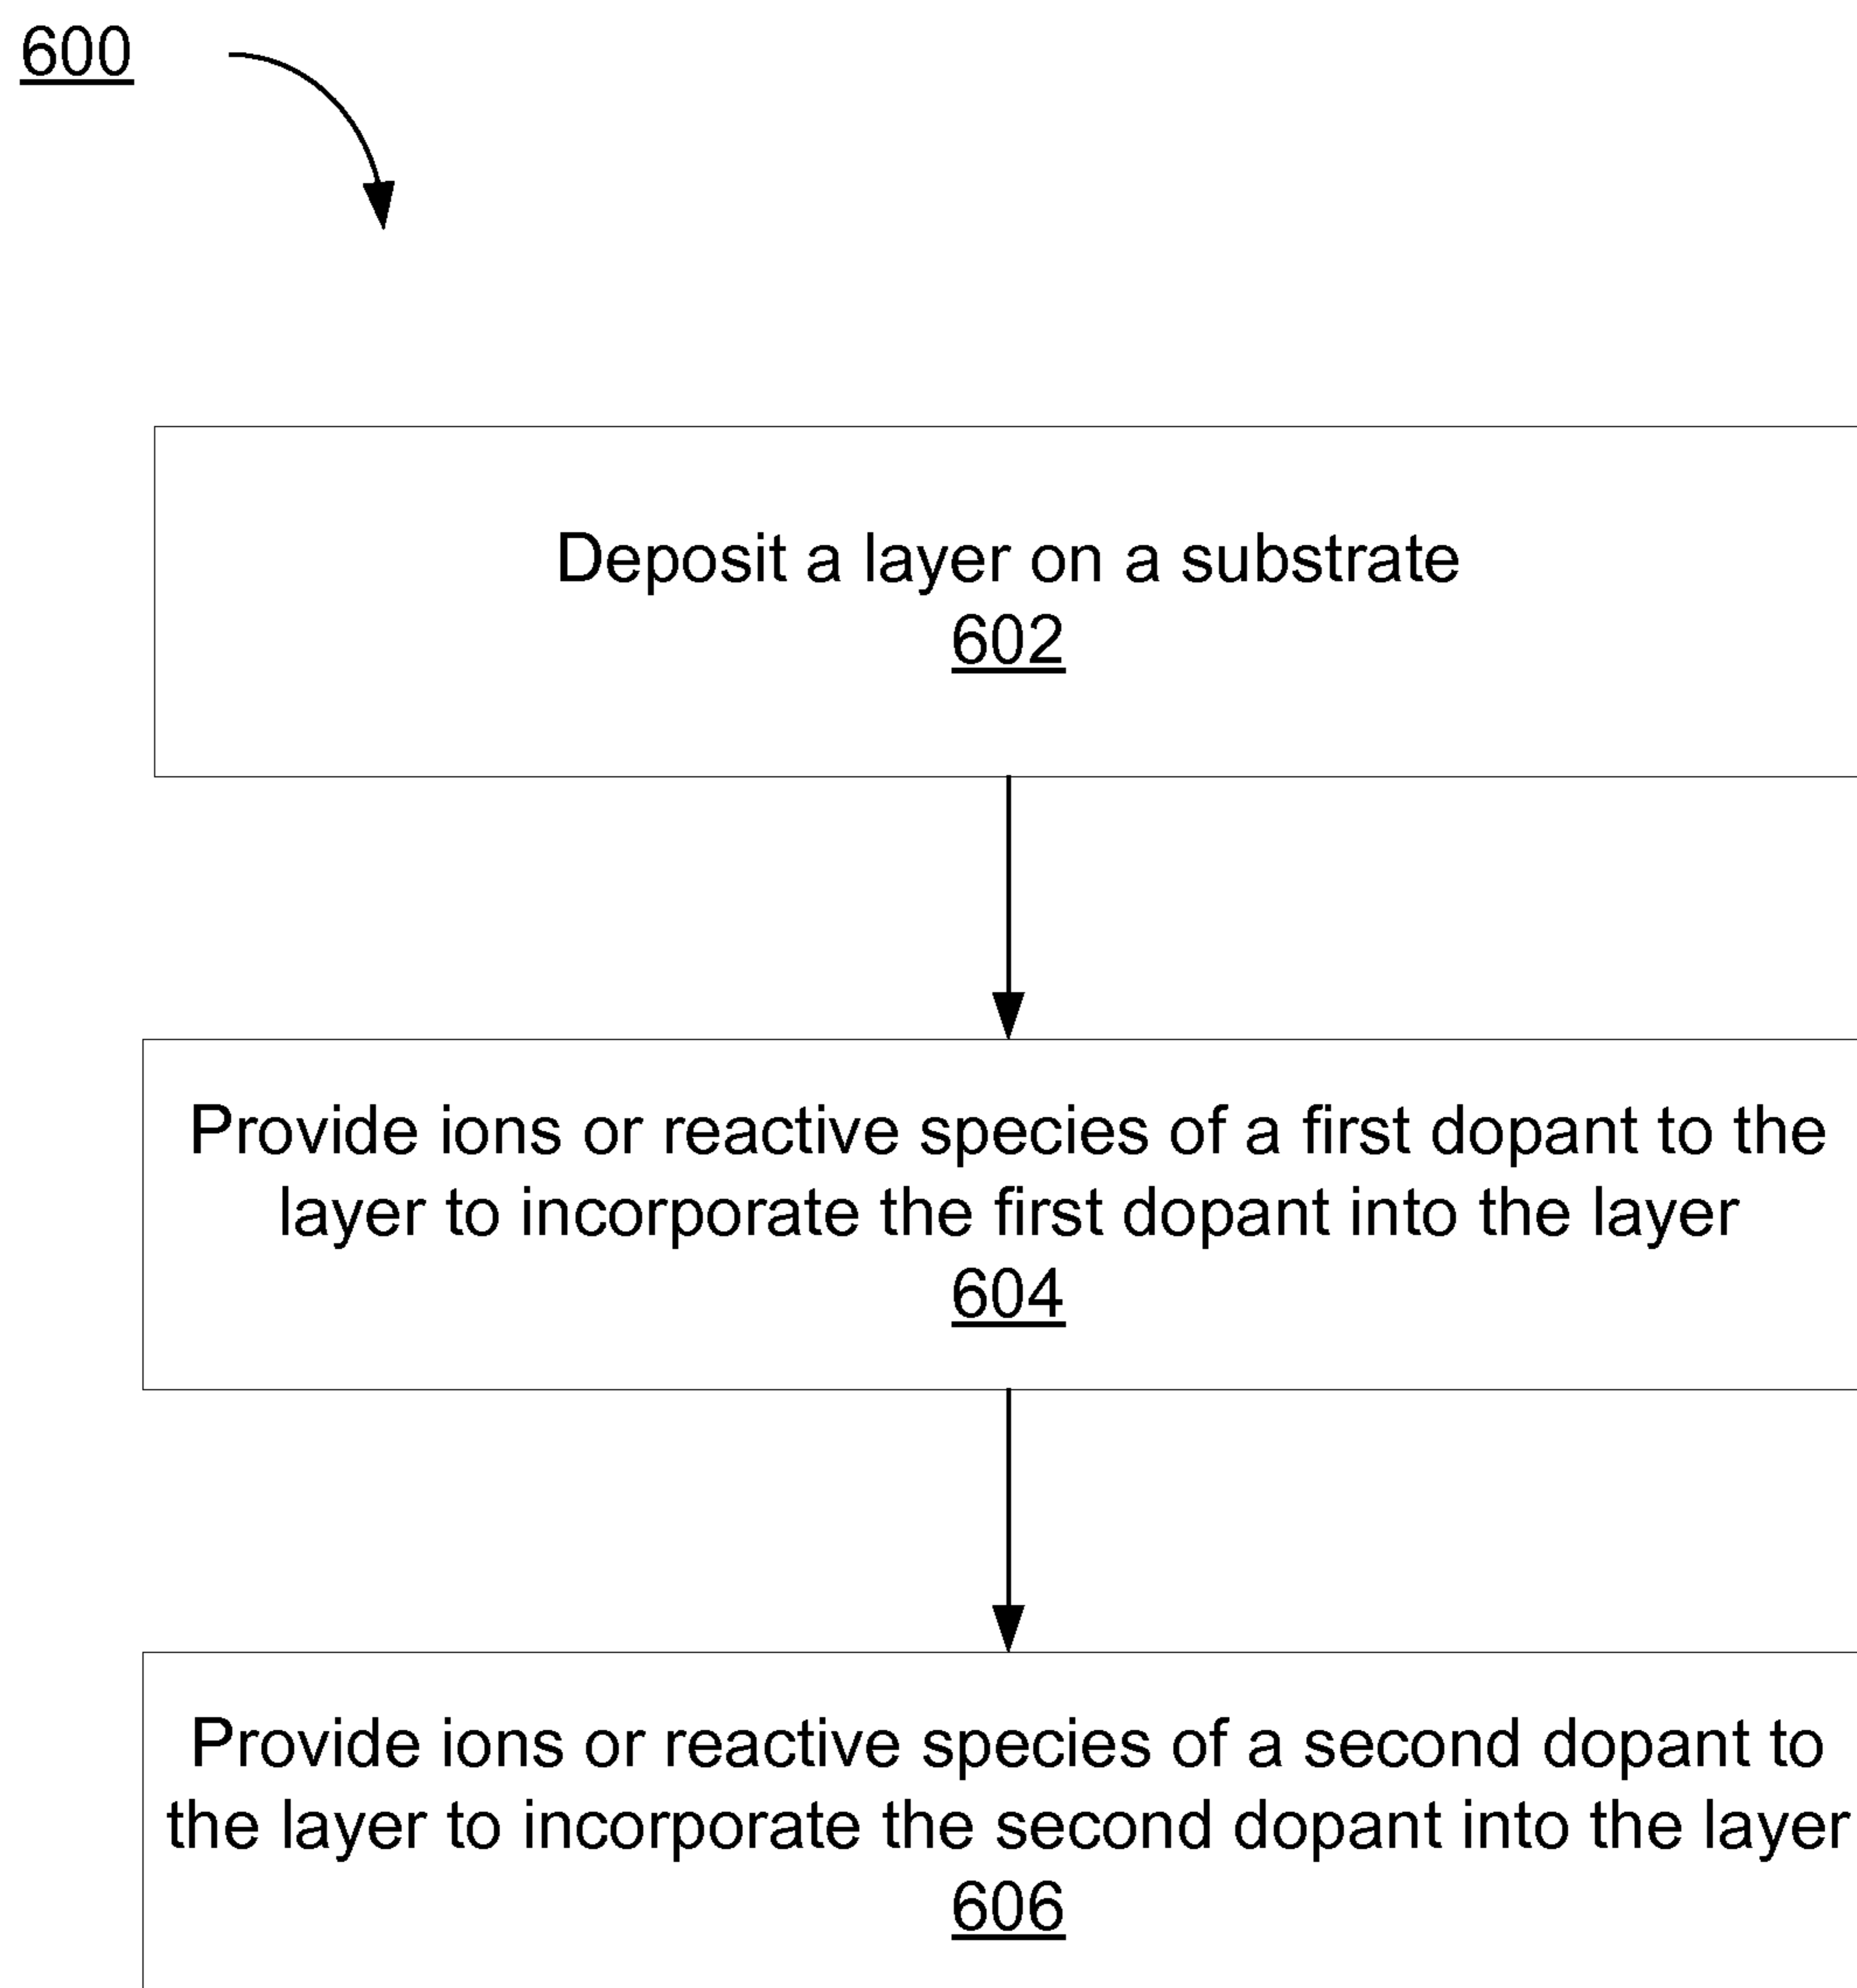 600
Deposit a layer on a substrate
602
Provide ions or reactive species of a first dopant to the
layer to incorporate the first dopant into the layer
604
Provide ions or reactive species of a second dopant to
the layer to incorporate the second dopant into the layer
606